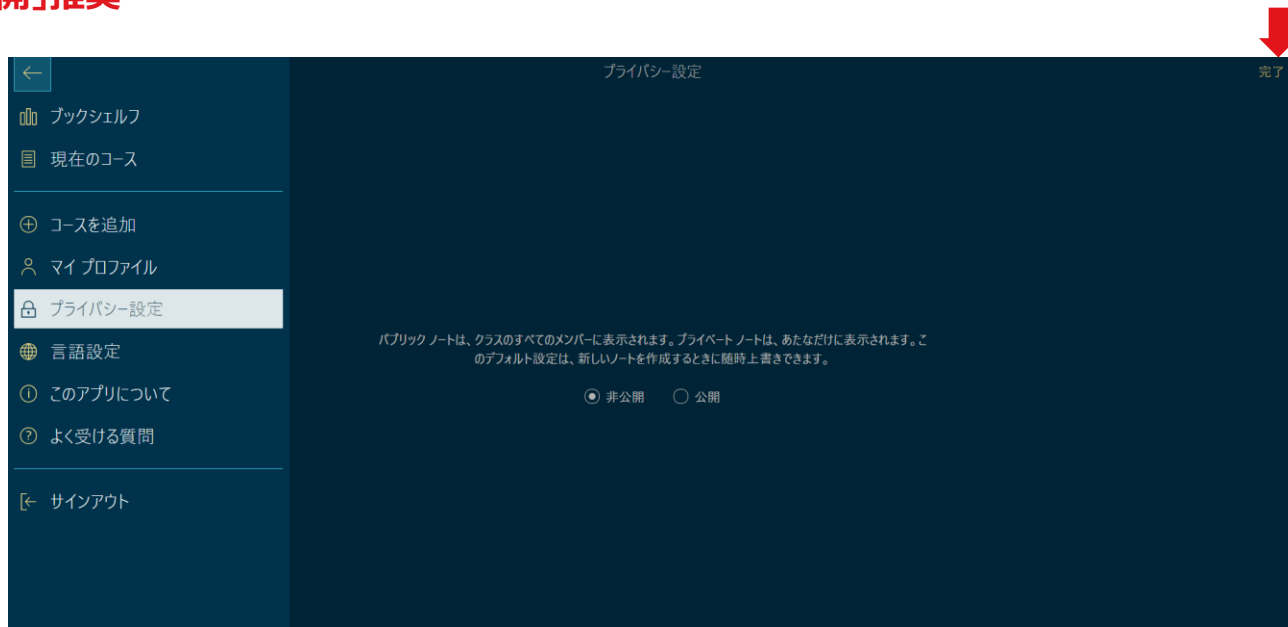 開」推奨
プライバシー設定
完了
ブックシェルフ
現在のコース
コースを追加
マイ プロファイル
プライバシー設定
言語設定
このアプリについて
よく受ける質問
サインアウト
パブリック ノートは、クラスのすべてのメンバーに表示されます。プライベート ノートは、あなただけに表示されます。こ
のデフォルト設定は、新しいノートを作成するときに随時上書きできます。
非公開 公開